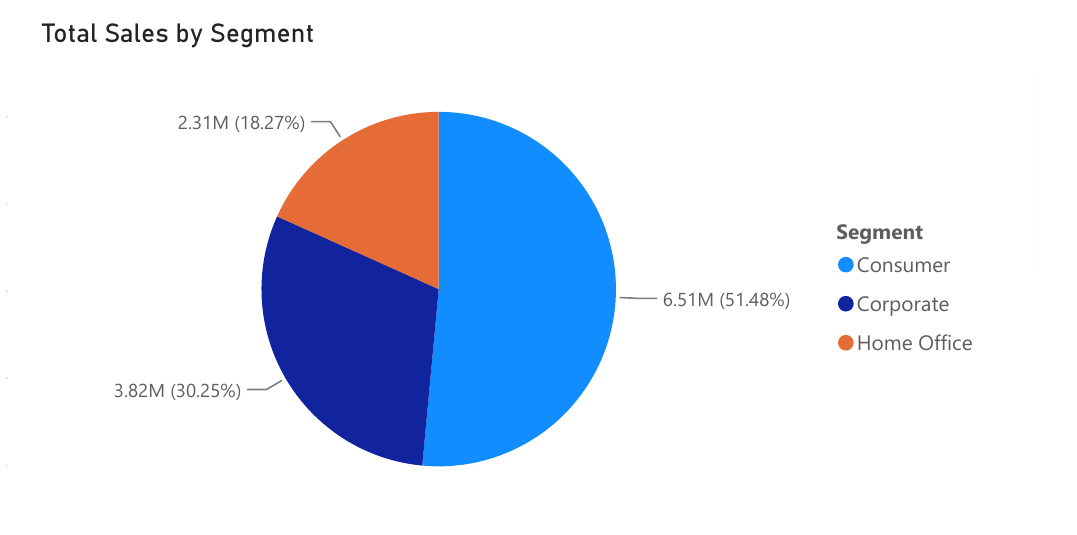 Total Sales by Segment
2.31M (18.27%)
6.51M (51.48%)
3.82M (30.25%)
Segment
Consumer
Corporate
Home Office